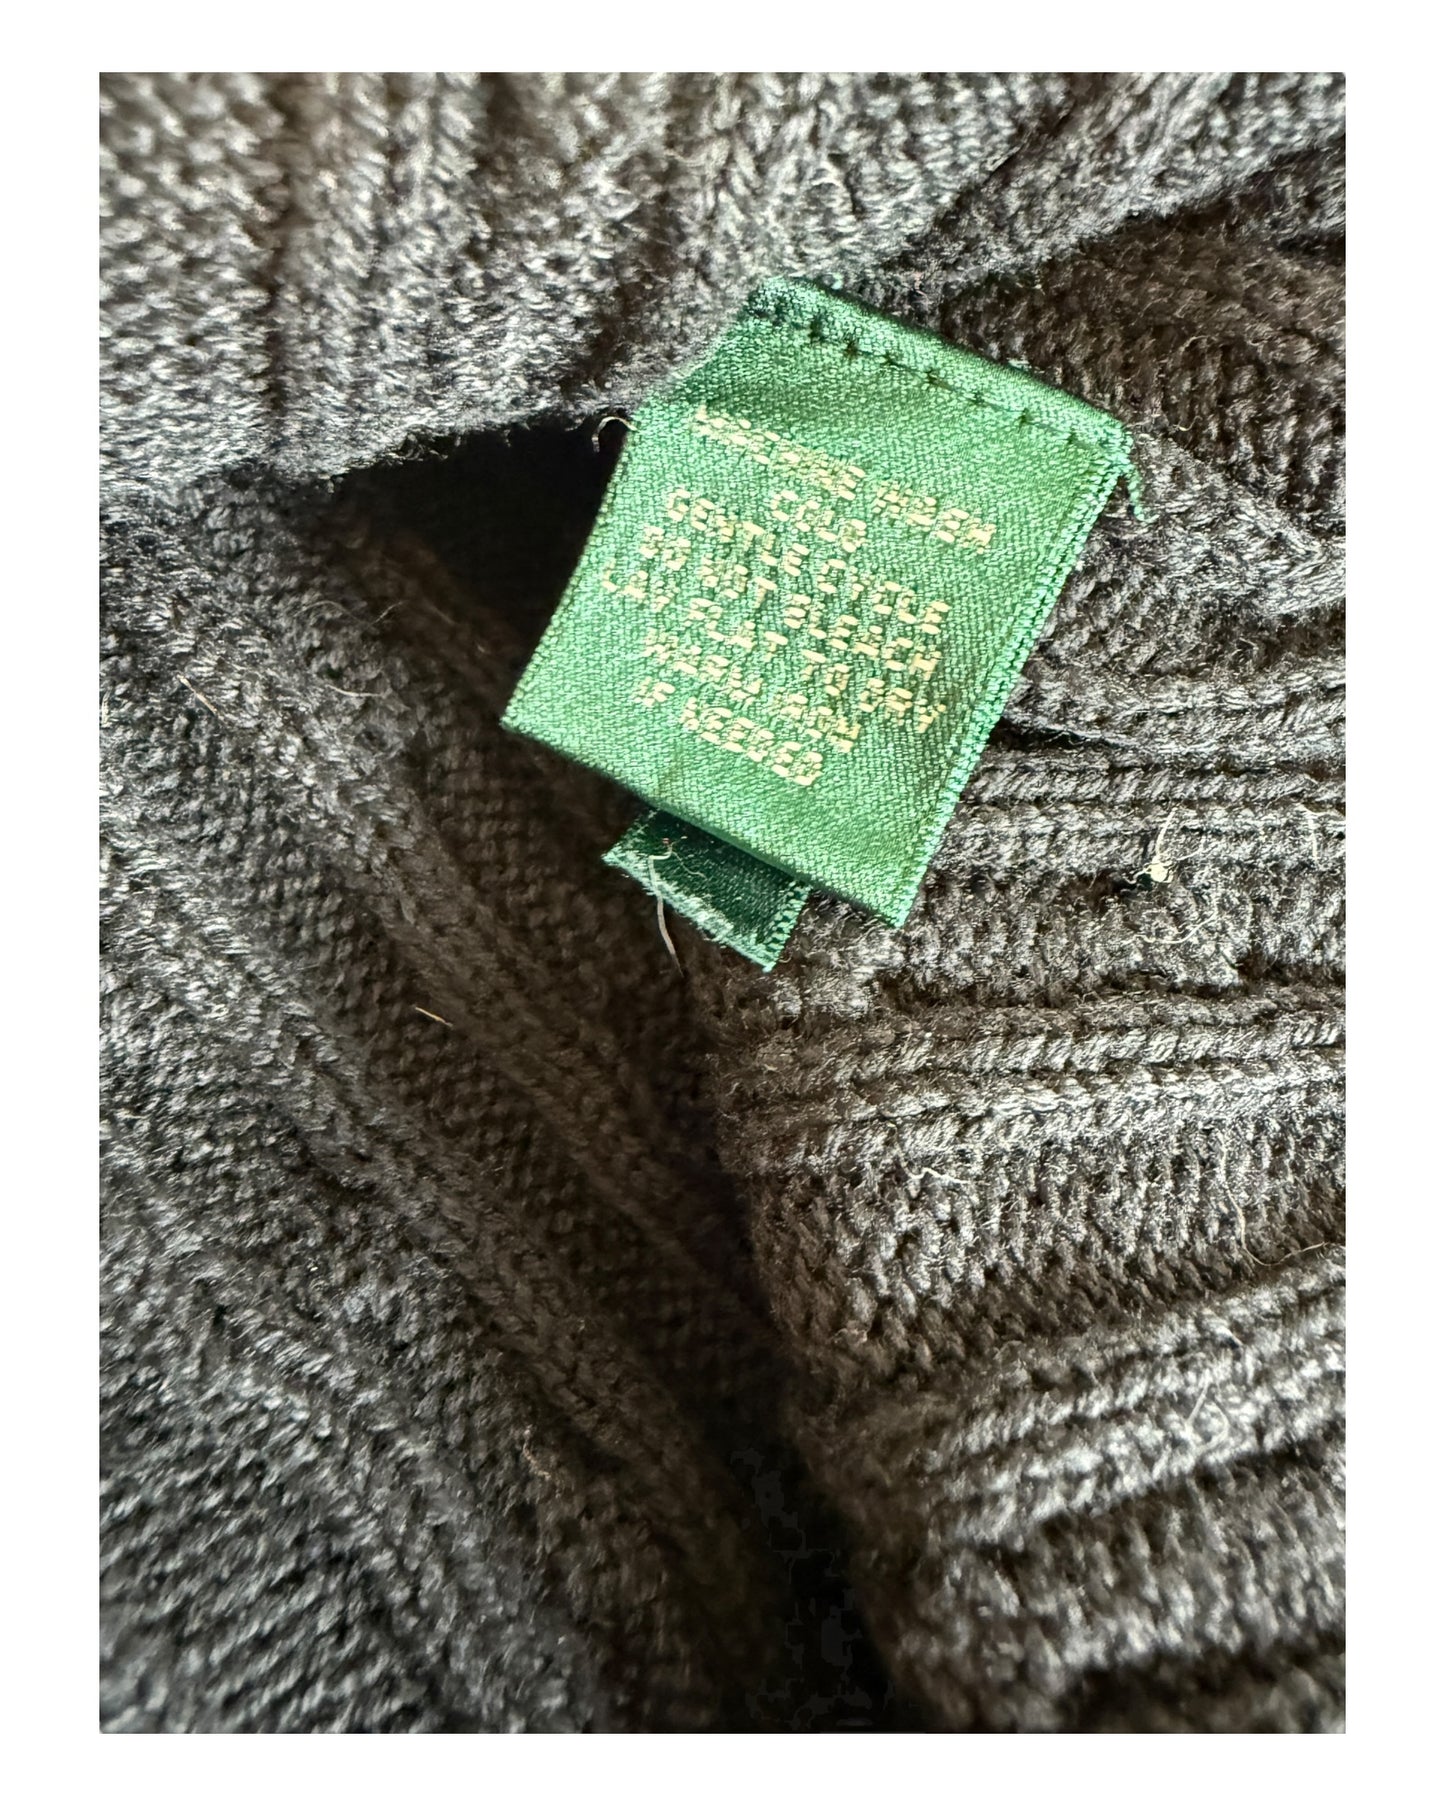 MACHINE WASH
COLD
GENTLE CYCLE
DO NOT BLEACH
LAY FLAT TO DRY
WARM IRON
IF NEEDED